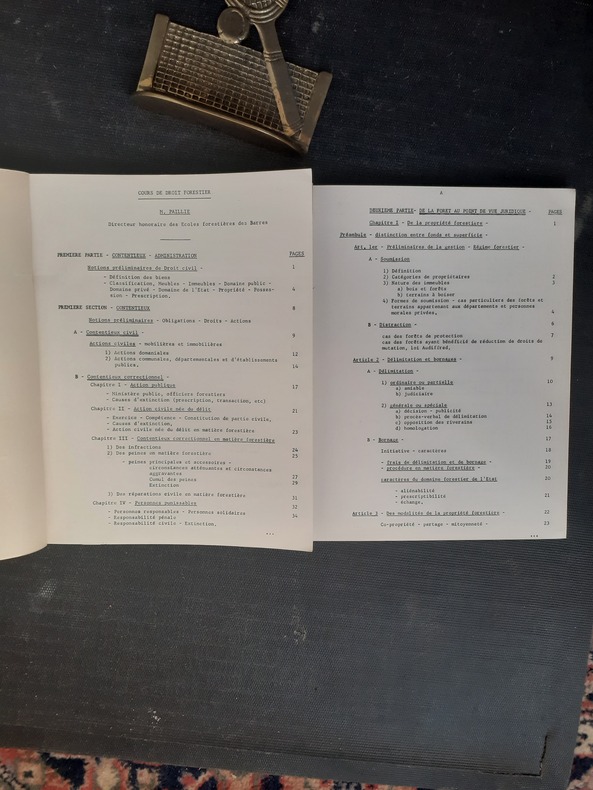 COURS DE DROIT FORESTIER
M. PAILLIE
Directeur honoraire des Ecoles forestières des Barres
PREMIERE PARTIE - CONTENTIEUX - ADMINISTRATION PAGES
Notions préliminaires de Droit civil - 1
- Définition des biens
- Classification, Meubles - Immeubles - Domaine public -
Domaine privé - Domaine de l'Etat - Propriété - Posses- 4
sion - Prescription.
PREMIERE SECTION - CONTENTIEUX 8
Notions préliminaires - Obligations - Droits - Actions
A - Contentieux civil - 9
Actions civiles - mobilières et immobilières
1) Actions domaniales 12
2) Actions communales, départementales et d'établissements
publics. 14
B - Contentieux correctionnel -
Chapitre I - Action publique 17
- Ministère public, officiers forestiers
- Causes d'extinction (prescription, transaction, etc)
Chapitre II - Action civile née du délit 21
- Exercice - Compétence - Constitution de partie civile,
- Causes d'extinction,
- Action civile née du délit en matière forestière 23
Chapitre III - Contentieux correctionnel en matière forestière
1) Des infractions 24
2) Des peines en matière forestière 25
- peines principales et accessoires -
circonstances atténuantes et circonstances
aggravantes
Cumul des peines 27
Extinction 29
3) Des réparations civiles en matière forestière 31
Chapitre IV - Personnes punissables 32
- Personnes responsables - Personnes solidaires
- Responsabilité pénale 34
- Responsabilité civile - Extinction.
...
DEUXIEME PARTIE - DE LA FORET AU POINT DE VUE JURIDIQUE - PAGES
Chapitre I - De la propriété forestière - 1
Préambule - distinction entre fonds et superficie -
Art. 1er - Préliminaires de la gestion - Régime forestier -
A - Soumission
1) Définition
2) Catégories de propriétaires 2
3) Nature des immeubles 3
a) bois et forêts
b) terrains à boiser
4) Formes de soumission - cas particuliers des forêts et
terrains appartenant aux départements et personnes
morales privées, 4
B - Distraction - 6
cas des forêts de protection 7
cas des forêts ayant bénéficié de réduction de droits de
mutation, loi Audifred.
Article 2 - Délimitation et bornages - 9
A - Délimitation
1) ordinaire ou partielle 10
a) amiable
b) judiciaire
2) générale ou spéciale 13
a) décision - publicité
b) procès-verbal de délimitation 14
c) opposition des riverains 15
d) homologation 16
B - Bornage 17
Initiative - caractères 18
- frais de délimitation et du bornage - 19
- procédure en matière forestière - 20
caractères du domaine forestier de l'Etat 20
- aliénabilité
- prescriptibilité 21
- échange.
Article 3 - Des modalités de la propriété forestière - 22
Co-propriété - partage - mitoyenneté - 23
...